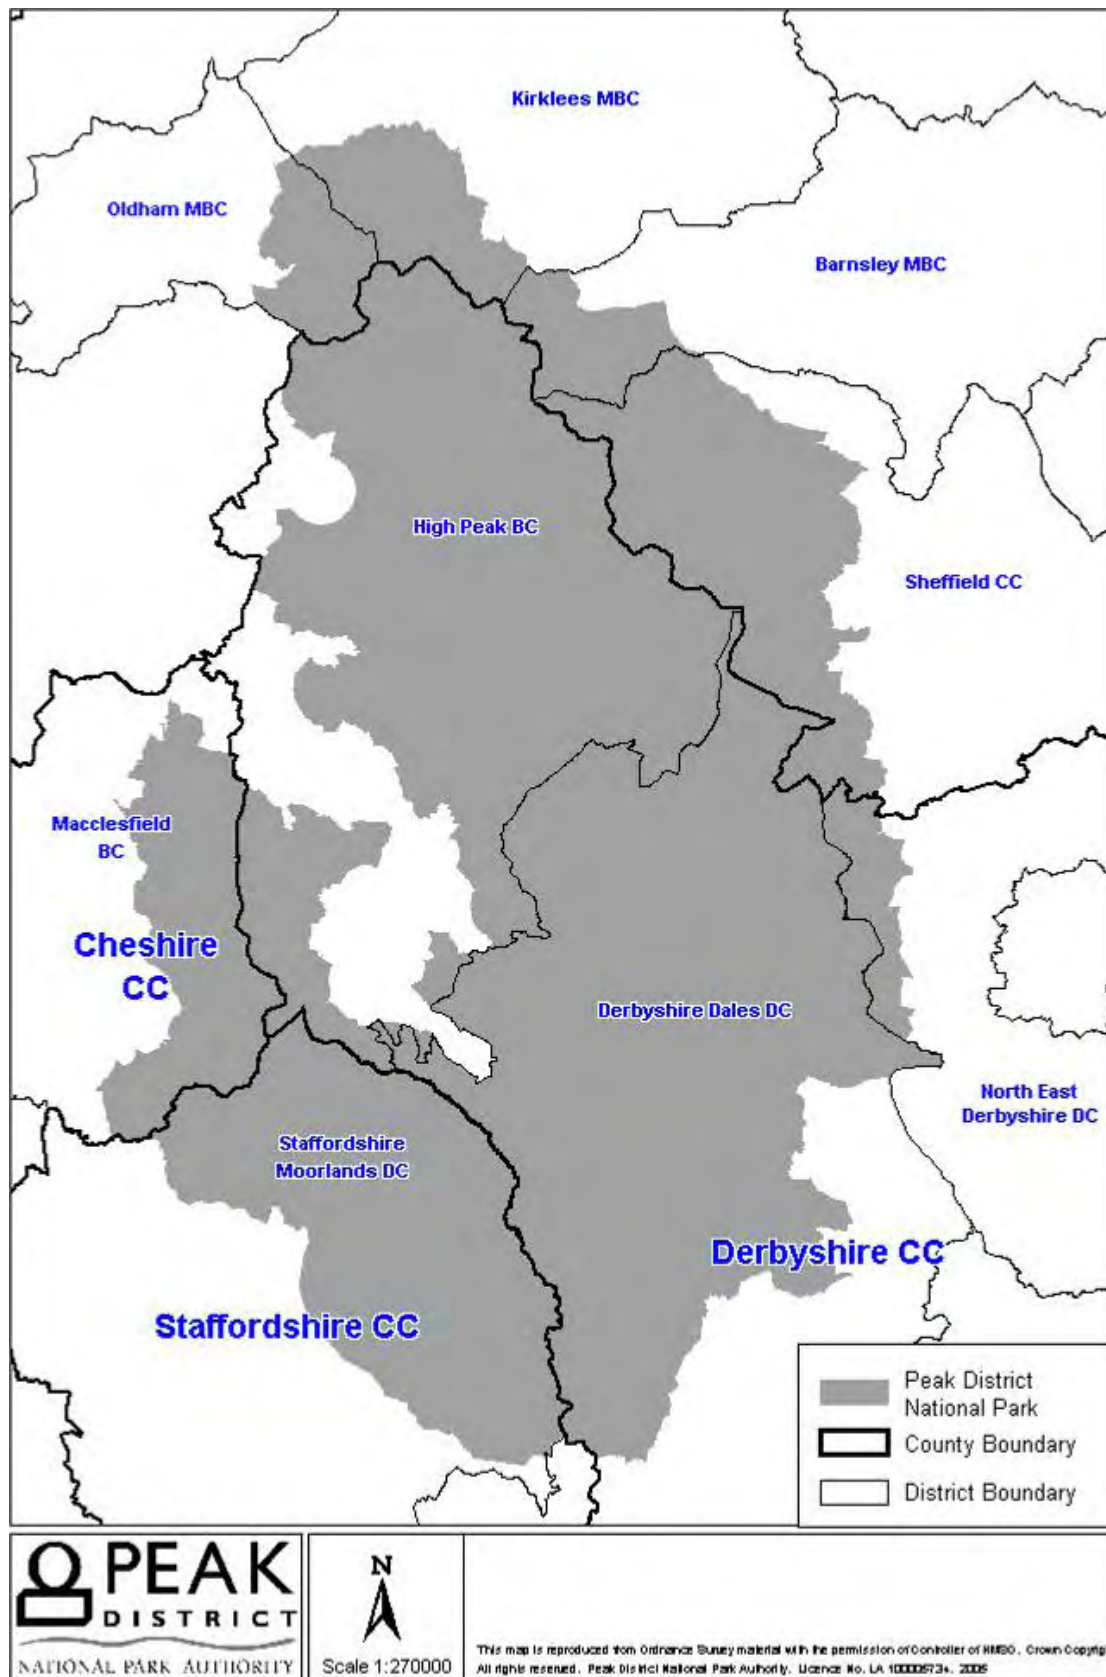 Kirklees MBC
Oldham MBC
Barnsley MBC
High Peak BC
Sheffield CC
Macclesfield
BC
Cheshire
CC
Derbyshire Dales DC
North East
Derbyshire DC
Staffordshire
Moorlands DC
Derbyshire CC
Staffordshire CC
Peak District
National Park
County Boundary
District Boundary
PEAK
DISTRICT
NATIONAL PARK AUTHORITY
N
Scale 1:270000
This map is reproduced from Ordnance Survey material with the permission of Controller of HMSO. Crown Copyrig
All rights reserved. Peak District National Park Authority. Licence No. LA 100005734. 2005